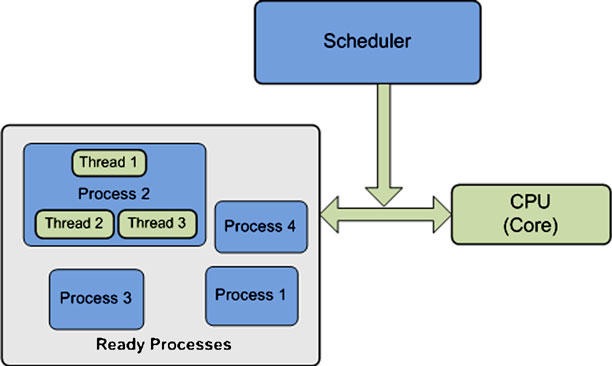 Scheduler
Thread 1
Process 2
Thread 2
Thread 3
Process 4
Process 3
Process 1
Ready Processes
CPU
(Core)